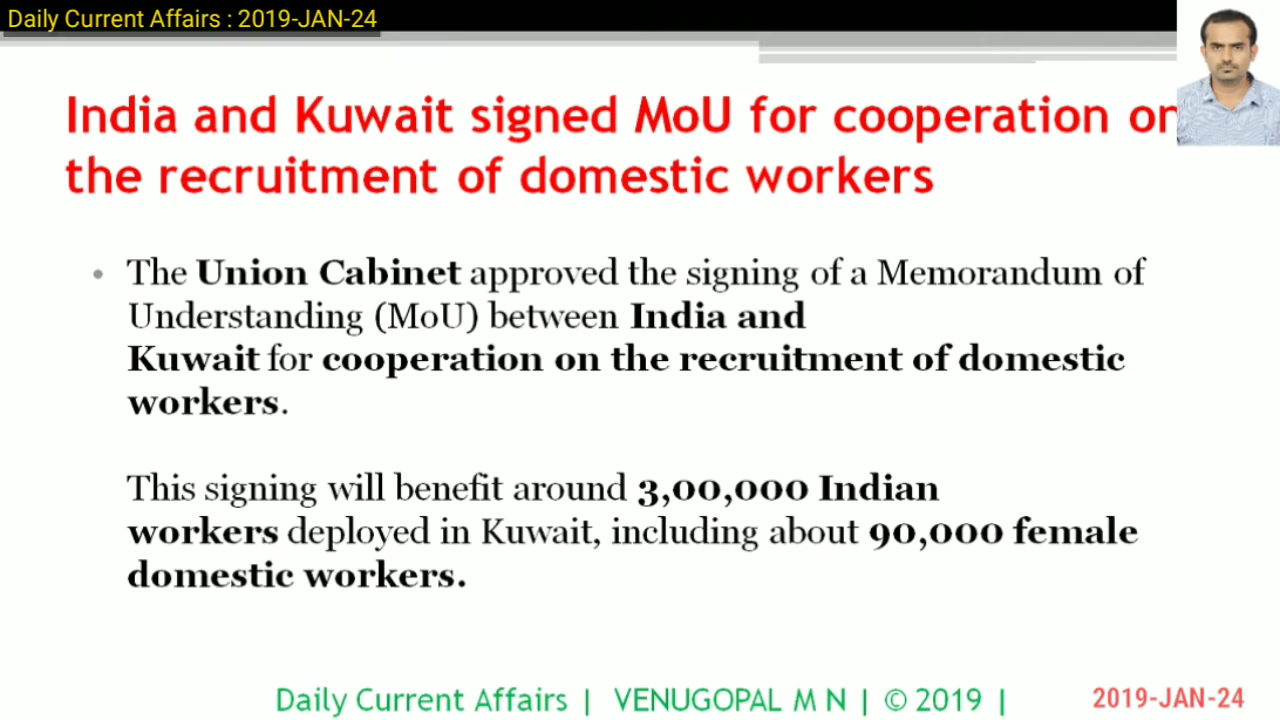 Daily Current Affairs : 2019-JAN-24
India and Kuwait signed MoU for cooperation on
the recruitment of domestic workers
• The Union Cabinet approved the signing of a Memorandum of
Understanding (MoU) between India and
Kuwait for cooperation on the recruitment of domestic
workers.
This signing will benefit around 3,00,000 Indian
workers deployed in Kuwait, including about 90,000 female
domestic workers.
Daily Current Affairs | VENUGOPAL M N | © 2019 | 2019-JAN-24